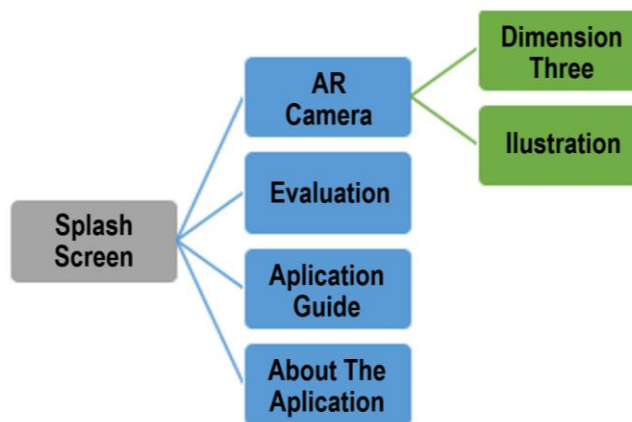 Splash
Screen
AR
Camera
Evaluation
Aplication
Guide
About The
Aplication
Dimension
Three
Ilustration